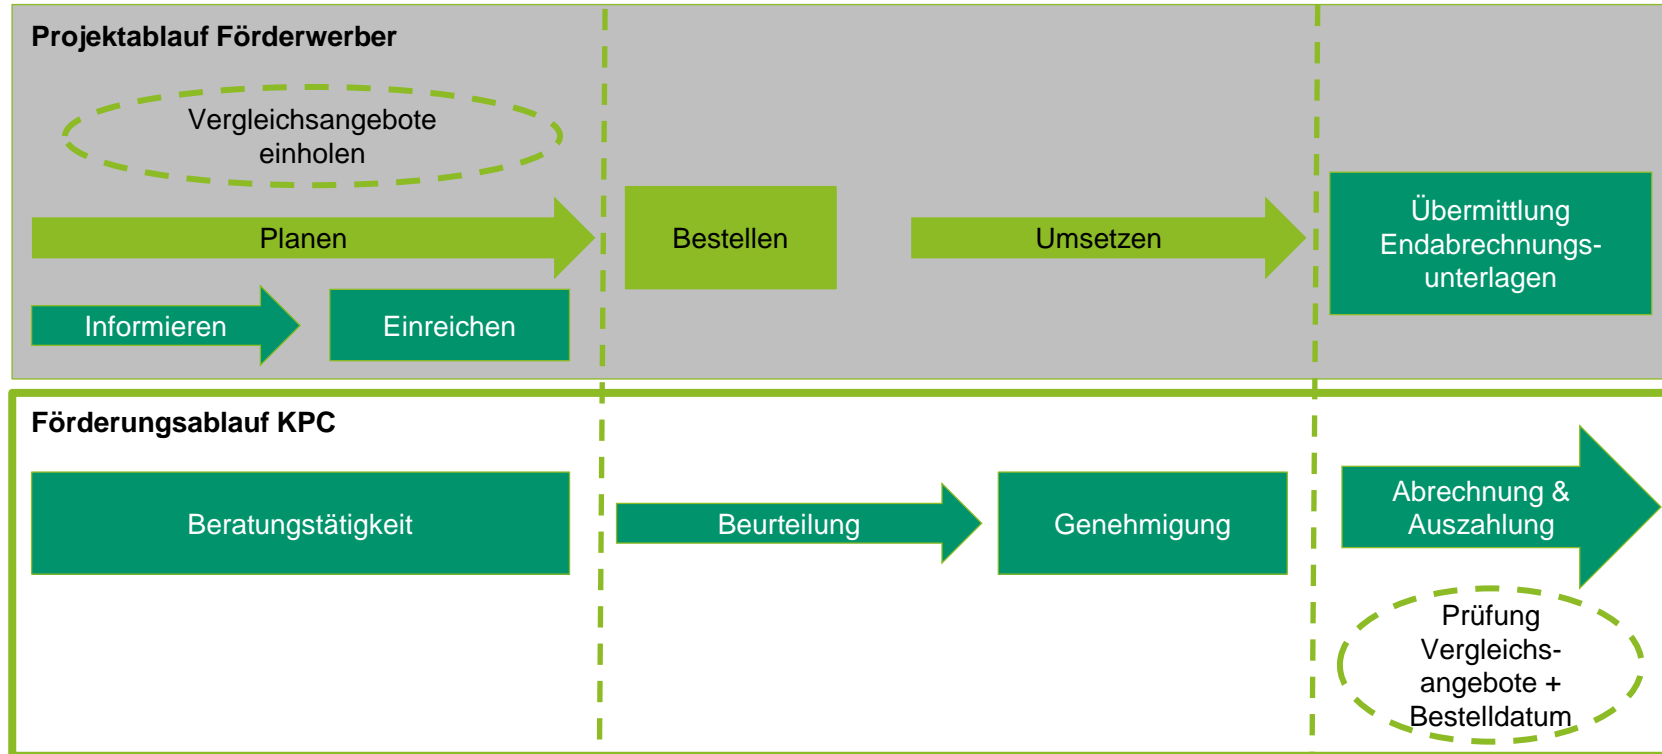 Projektablauf Förderwerber
Vergleichsangebote
einholen
Planen
Bestellen
Umsetzen
Übermittlung
Endabrechnungs-
unterlagen
Informieren
Einreichen
Förderungsablauf KPC
Beratungstätigkeit
Beurteilung
Genehmigung
Abrechnung &
Auszahlung
Prüfung
Vergleichs-
angebote +
Bestelldatum